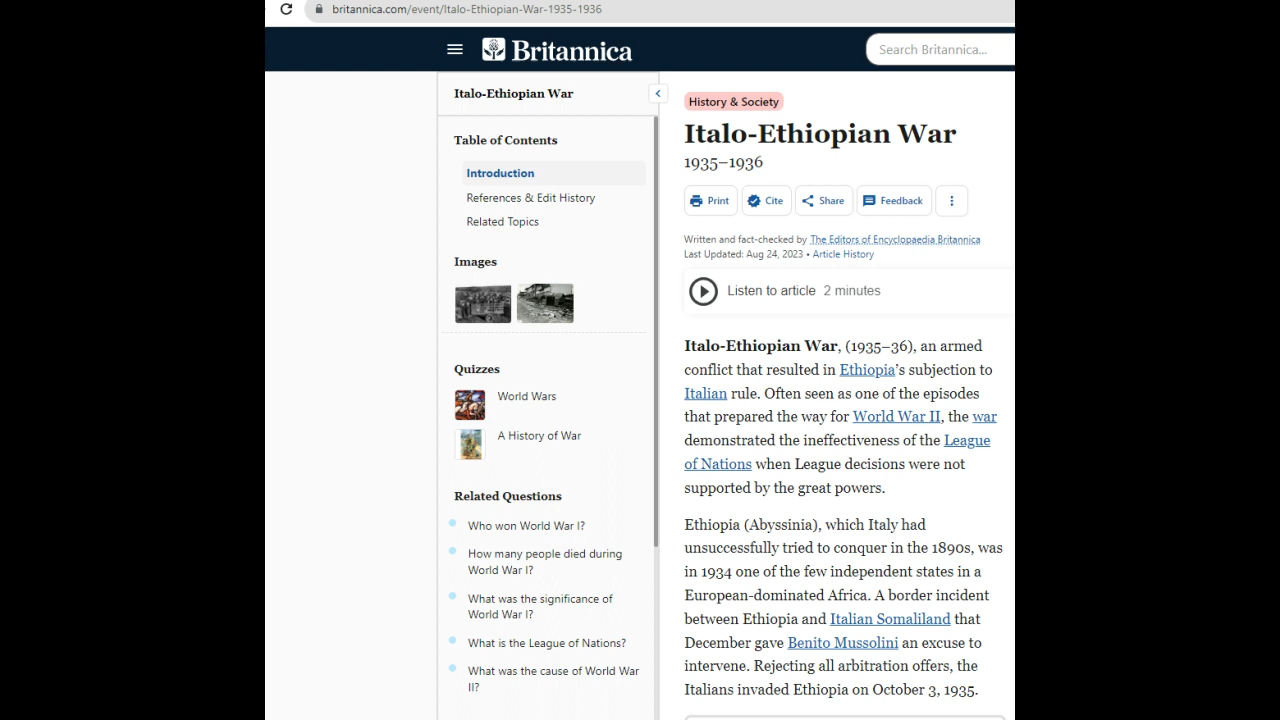 britannica.com/event/Italo-Ethiopian-War-1935-1936
Britannica
Search Britannica...
Italo-Ethiopian War
Table of Contents
Introduction
References & Edit History
Related Topics
Images
Quizzes
World Wars
A History of War
Related Questions
Who won World War I?
How many people died during
World War I?
What was the significance of
World War I?
What is the League of Nations?
What was the cause of World War
II?
History & Society
Italo-Ethiopian War
1935–1936
Print Cite Share Feedback
Written and fact-checked by The Editors of Encyclopaedia Britannica
Last Updated: Aug 24, 2023 • Article History
Listen to article 2 minutes
Italo-Ethiopian War, (1935–36), an armed
conflict that resulted in Ethiopia's subjection to
Italian rule. Often seen as one of the episodes
that prepared the way for World War II, the war
demonstrated the ineffectiveness of the League
of Nations when League decisions were not
supported by the great powers.
Ethiopia (Abyssinia), which Italy had
unsuccessfully tried to conquer in the 1890s, was
in 1934 one of the few independent states in a
European-dominated Africa. A border incident
between Ethiopia and Italian Somaliland that
December gave Benito Mussolini an excuse to
intervene. Rejecting all arbitration offers, the
Italians invaded Ethiopia on October 3, 1935.